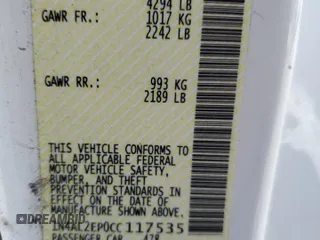 4294 LB
GAWR FR.: 1017 KG
2242 LB
GAWR RR.: 993 KG
2189 LB
THIS VEHICLE CONFORMS TO
ALL APPLICABLE FEDERAL
MOTOR VEHICLE SAFETY,
BUMPER, AND THEFT
PREVENTION STANDARDS IN
EFFECT ON THE DATE OF
MANUFACTURE SHOWN ABOVE.
1N4AL2EP0CC117535
PASSENGER CAR 478
DREAMRIDE